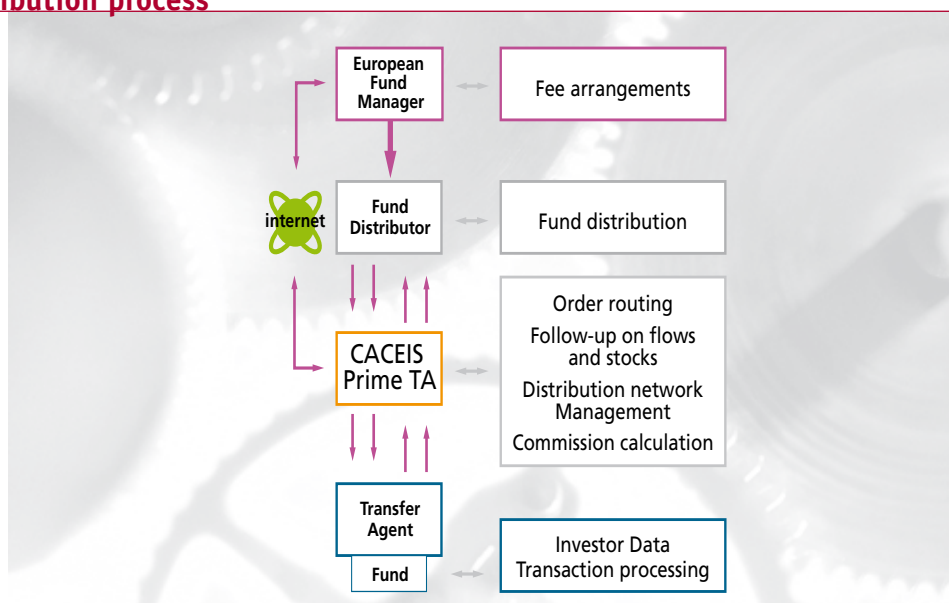 process
European
Fund
Manager
Fee arrangements
internet
Fund
Distributor
Fund distribution
CACEIS
Prime TA
Order routing
Follow-up on flows
and stocks
Distribution network
Management
Commission calculation
Transfer
Agent
Fund
Investor Data
Transaction processing